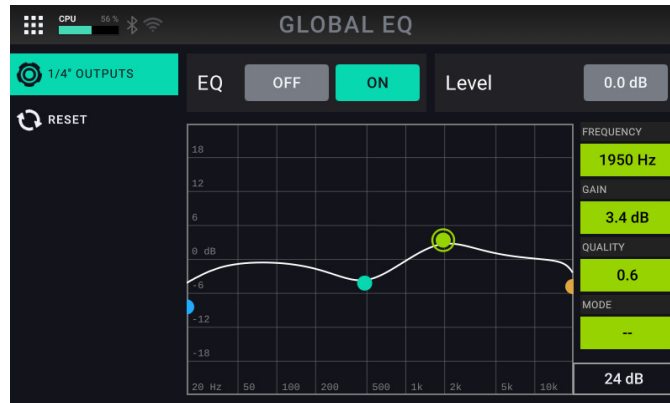 CPU 56 % GLOBAL EQ
1/4" OUTPUTS
RESET
EQ OFF ON Level 0.0 dB
FREQUENCY
1950 Hz
GAIN
3.4 dB
QUALITY
0.6
MODE
--
24 dB
18
12
6
0 dB
-6
-12
-18
20 Hz 50 100 200 500 1k 2k 5k 10k